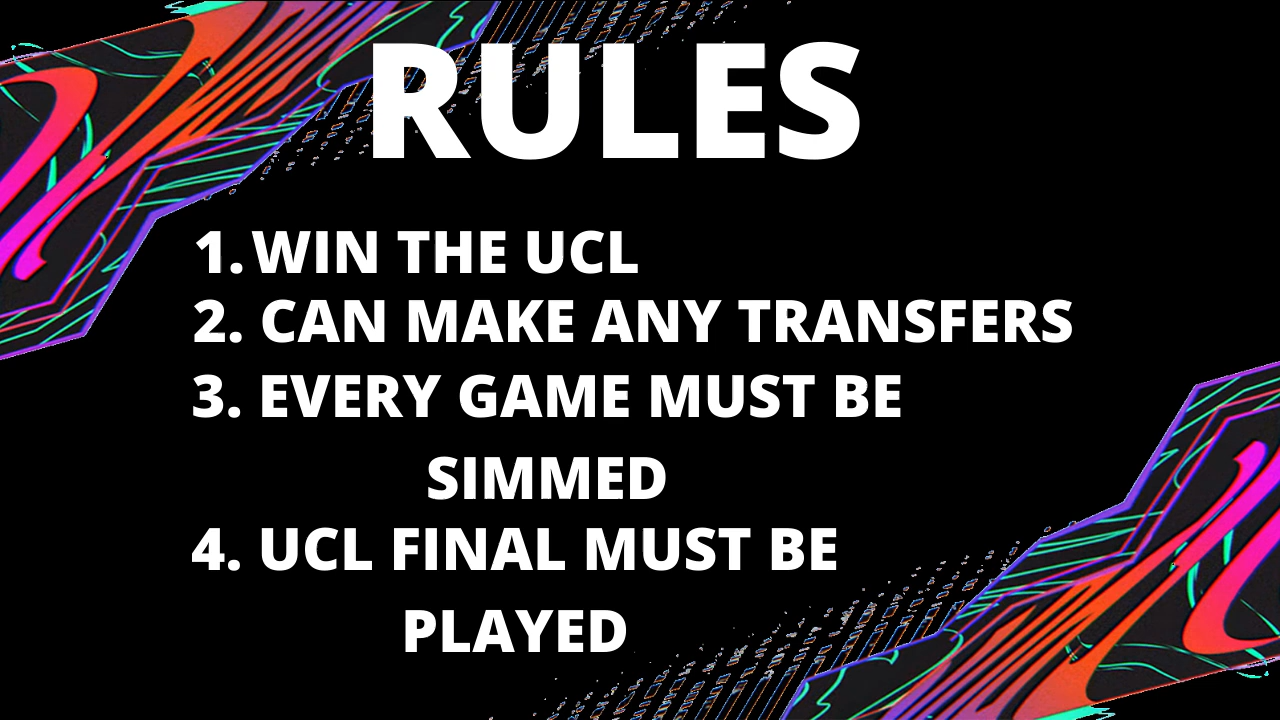 RULES
1. WIN THE UCL
2. CAN MAKE ANY TRANSFERS
3. EVERY GAME MUST BE
SIMMED
4. UCL FINAL MUST BE
PLAYED